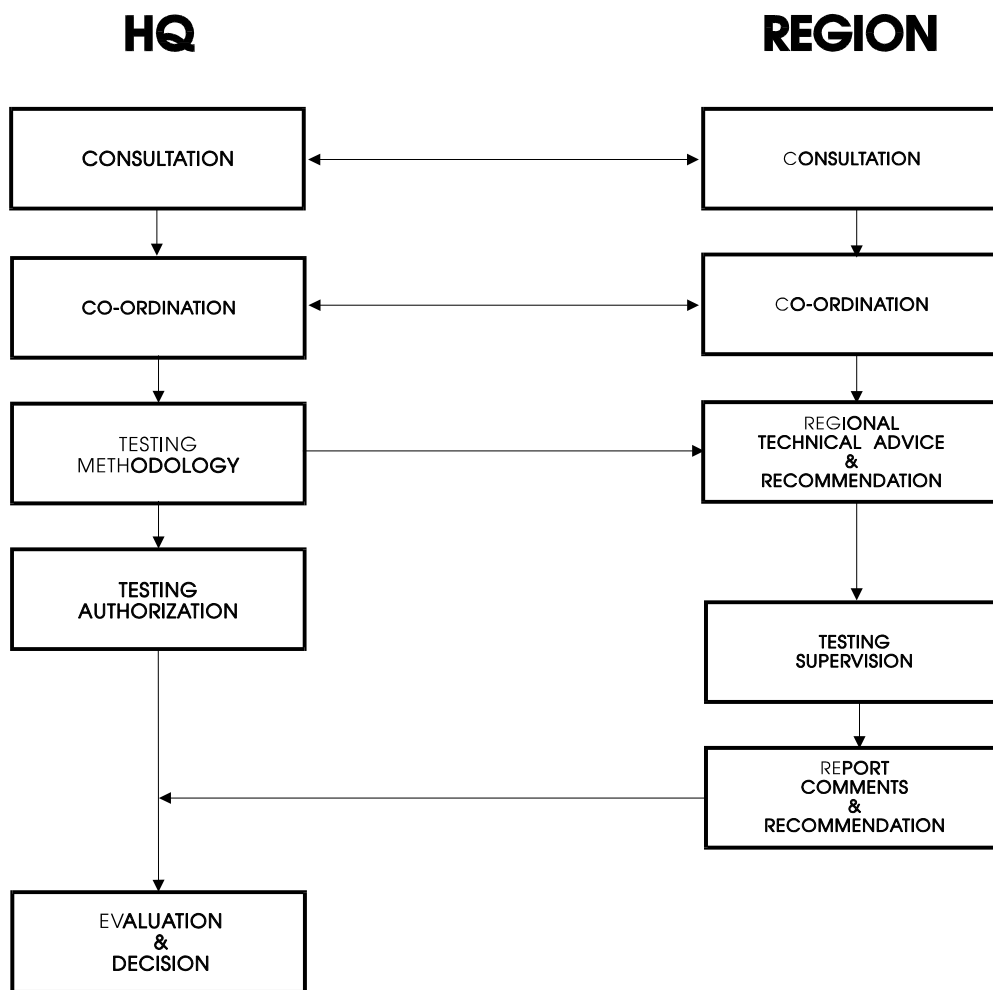 HQ
REGION
CONSULTATION
CONSULTATION
CO-ORDINATION
CO-ORDINATION
TESTING
METHODOLOGY
REGIONAL
TECHNICAL ADVICE
&
RECOMMENDATION
TESTING
AUTHORIZATION
TESTING
SUPERVISION
REPORT
COMMENTS
&
RECOMMENDATION
EVALUATION
&
DECISION